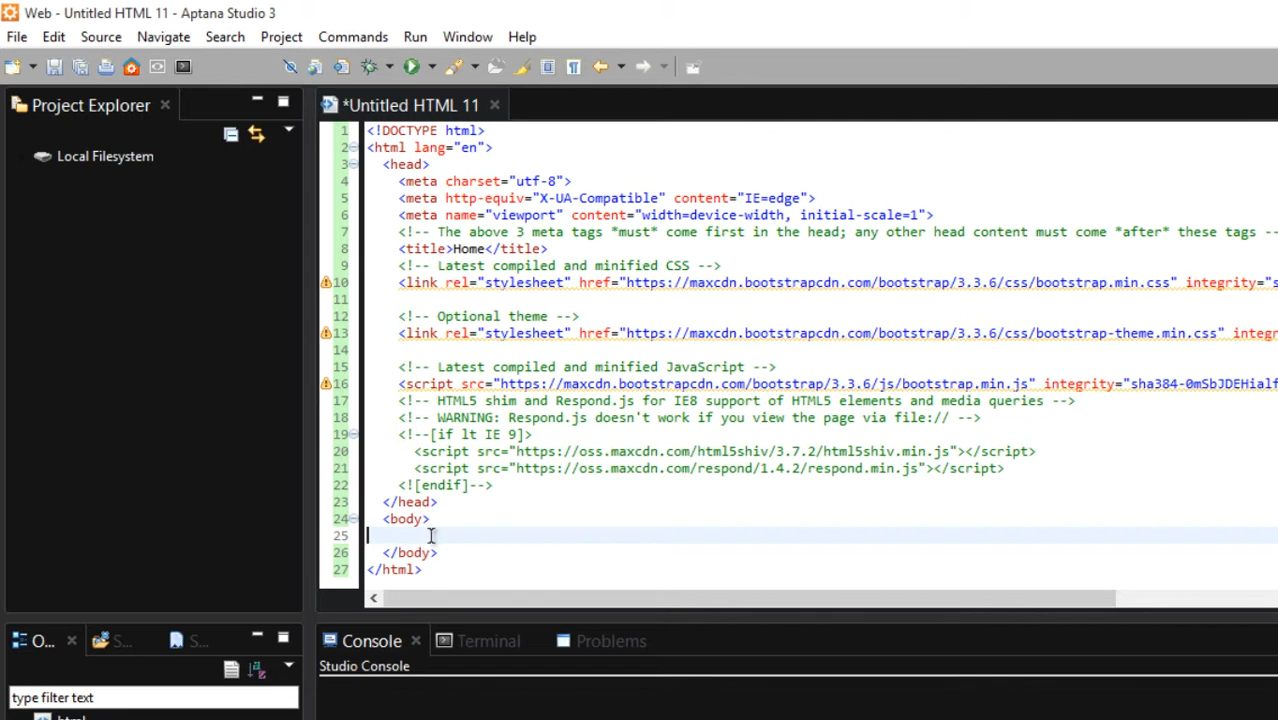 Web - Untitled HTML 11 - Aptana Studio 3
File Edit Source Navigate Search Project Commands Run Window Help
Project Explorer
Local Filesystem
*Untitled HTML 11
1 <!DOCTYPE html>
2 <html lang="en">
3 <head>
4 <meta charset="utf-8">
5 <meta http-equiv="X-UA-Compatible" content="IE=edge">
6 <meta name="viewport" content="width=device-width, initial-scale=1">
7 <!-- The above 3 meta tags *must* come first in the head; any other head content must come *after* these tags --
8 <title>Home</title>
9 <!-- Latest compiled and minified CSS -->
10 <link rel="stylesheet" href="https://maxcdn.bootstrapcdn.com/bootstrap/3.3.6/css/bootstrap.min.css" integrity="s
11
12 <!-- Optional theme -->
13 <link rel="stylesheet" href="https://maxcdn.bootstrapcdn.com/bootstrap/3.3.6/css/bootstrap-theme.min.css" integr
14
15 <!-- Latest compiled and minified JavaScript -->
16 <script src="https://maxcdn.bootstrapcdn.com/bootstrap/3.3.6/js/bootstrap.min.js" integrity="sha384-0mSbJDEHialf
17 <!-- HTML5 shim and Respond.js for IE8 support of HTML5 elements and media queries -->
18 <!-- WARNING: Respond.js doesn't work if you view the page via file:// -->
19 <!--[if lt IE 9]>
20 <script src="https://oss.maxcdn.com/html5shiv/3.7.2/html5shiv.min.js"></script>
21 <script src="https://oss.maxcdn.com/respond/1.4.2/respond.min.js"></script>
22 <![endif]-->
23 </head>
24 <body>
25
26 </body>
27 </html>
O... S... S...
type filter text
html
Console Terminal Problems
Studio Console